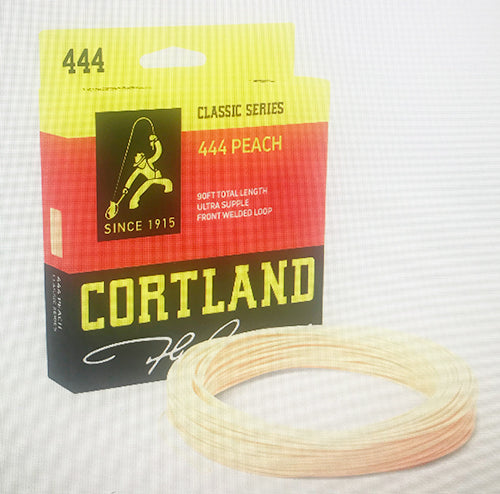 444
CLASSIC SERIES
444 PEACH
90FT TOTAL LENGTH
ULTRA SUPPLE
FRONT WELDED LOOP
SINCE 1915
CORTLAND
444 PEACH
CLASSIC SERIES